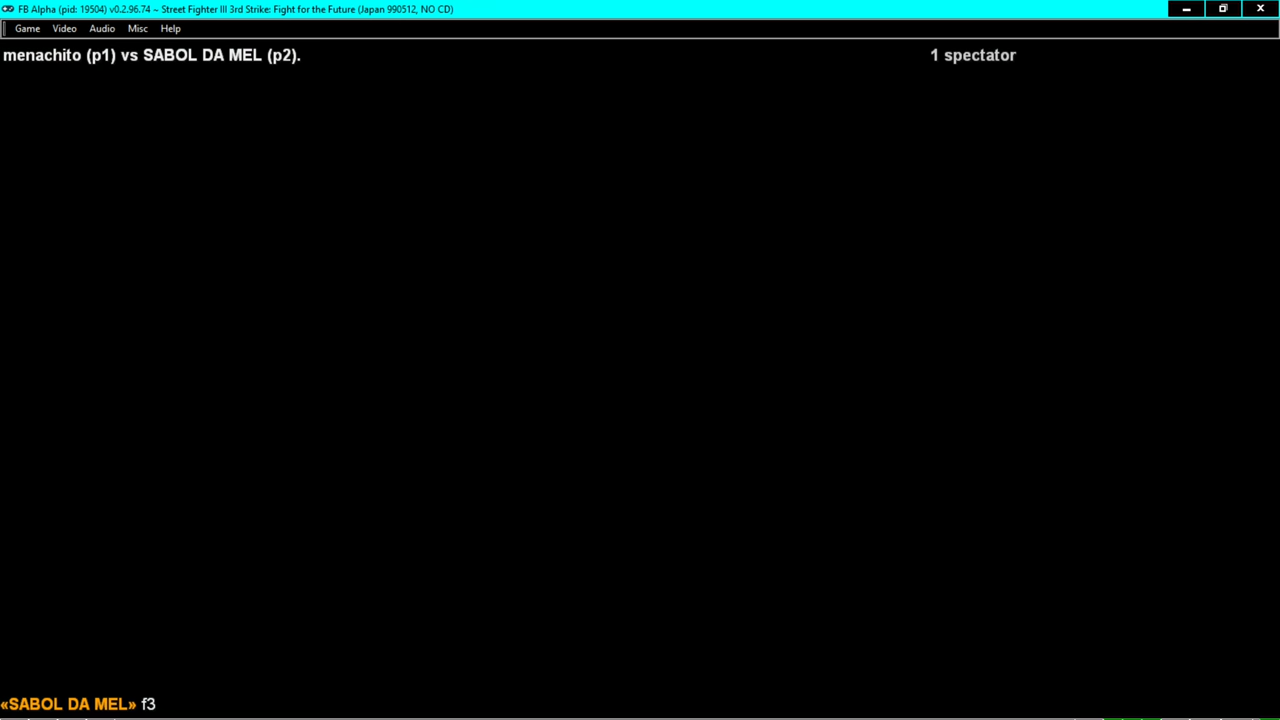 FB Alpha (pid: 19504) v0.2.96.74 ~ Street Fighter III 3rd Strike: Fight for the Future (Japan 990512, NO CD)
Game Video Audio Misc Help
menachito (p1) vs SABOL DA MEL (p2). 1 spectator
«SABOL DA MEL» f3